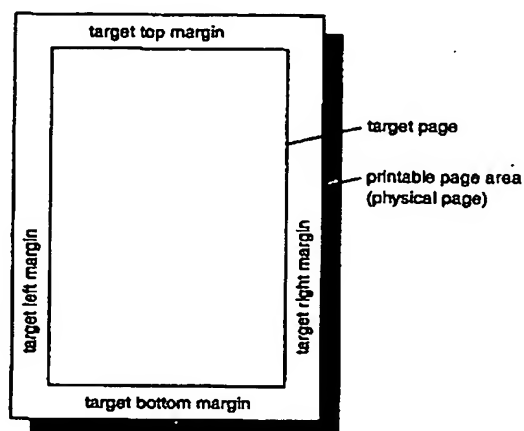 target top margin
target page
printable page area
(physical page)
target left margin
target right margin
target bottom margin